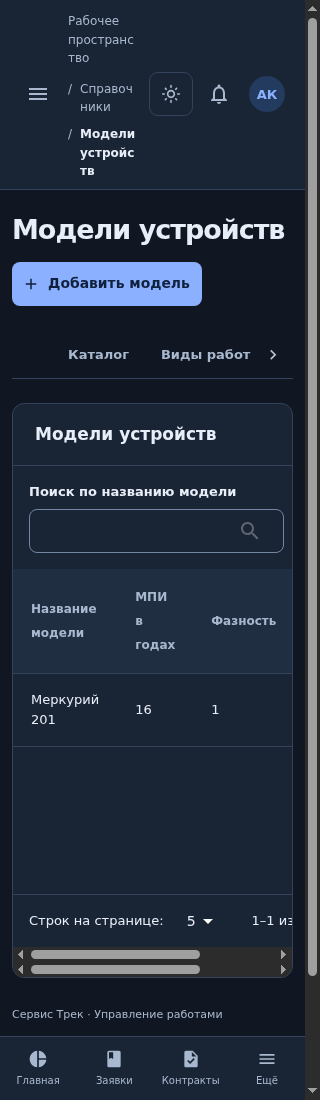 Рабочее
пространс
тво
/ Справоч
ники
/ Модели
устройс
тв
АК
Модели устройств
+ Добавить модель
Каталог
Виды работ
Модели устройств
Поиск по названию модели
Название
модели
МПИ
в
годах
Фазность
Меркурий
201
16
1
Строк на странице:
5
1–1 из
Сервис Трек · Управление работами
Главная
Заявки
Контракты
Ещё